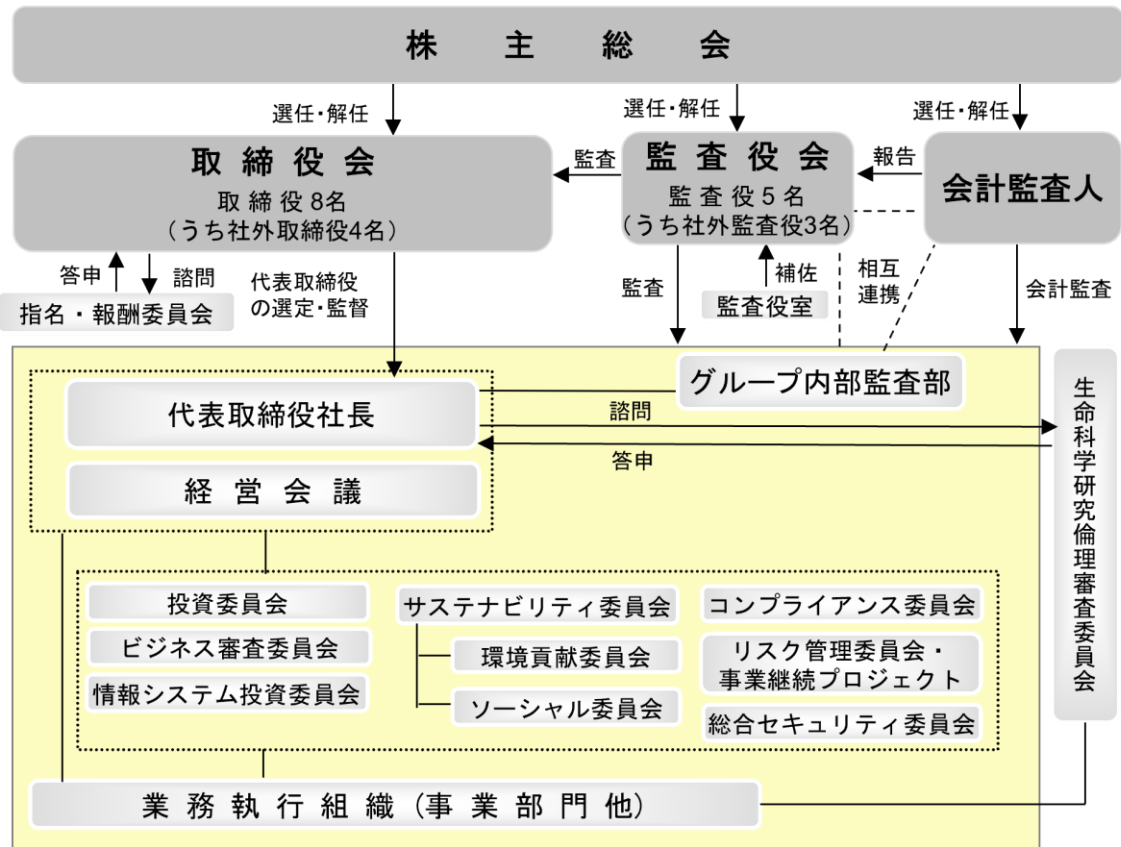 株主総会
選任・解任
選任・解任
選任・解任
取締役会
取締役8名
（うち社外取締役4名）
監査
監査役会
監査役5名
（うち社外監査役3名）
報告
会計監査人
答申
諮問
指名・報酬委員会
代表取締役
の選定・監督
監査
補佐
監査役室
相互
連携
会計監査
グループ内部監査部
代表取締役社長
諮問
答申
経営会議
生命科学研究倫理審査委員会
投資委員会
ビジネス審査委員会
情報システム投資委員会
サステナビリティ委員会
環境貢献委員会
ソーシャル委員会
コンプライアンス委員会
リスク管理委員会・
事業継続プロジェクト
総合セキュリティ委員会
業務執行組織（事業部門他）